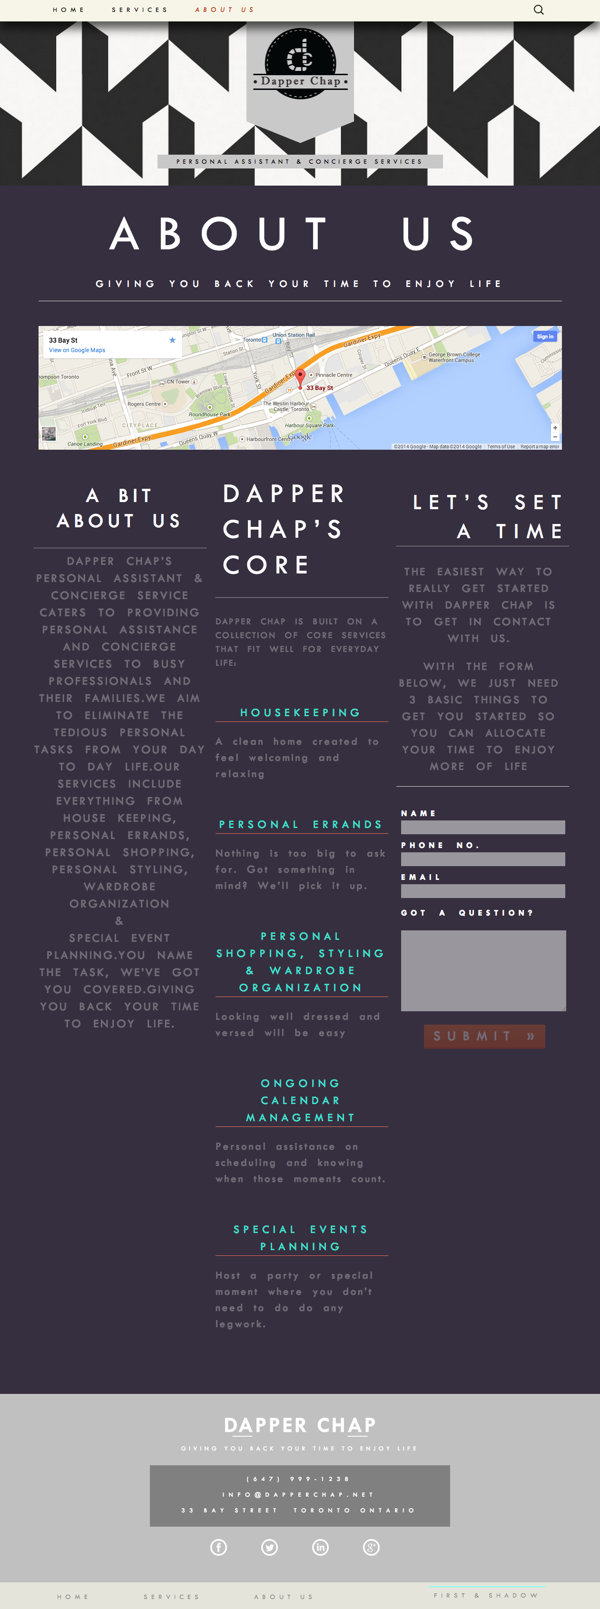 HOME SERVICES ABOUT US
dc
• Dapper Chap •
PERSONAL ASSISTANT & CONCIERGE SERVICES
ABOUT US
GIVING YOU BACK YOUR TIME TO ENJOY LIFE
33 Bay St
View on Google Maps
Sign in
Union Station Rail
Toronto
Station St
Front St W
CN Tower
Rogers Centre
Roundhouse Park
CITYPLACE
Fort York Blvd
Gardiner Expy
Queens Quay W
Canoe Landing
York St
Gardiner Expy
Pinnacle Centre
33 Bay St
The Westin Harbour
Castle, Toronto
Harbour Square Park
Harbourfront Centre
Queens Quay E
George Brown College
Waterfront Campus
Google
©2014 Google - Map data ©2014 Google Terms of Use Report a map error
A BIT
ABOUT US
DAPPER CHAP'S
PERSONAL ASSISTANT &
CONCIERGE SERVICE
CATERS TO PROVIDING
PERSONAL ASSISTANCE
AND CONCIERGE
SERVICES TO BUSY
PROFESSIONALS AND
THEIR FAMILIES.WE AIM
TO ELIMINATE THE
TEDIOUS PERSONAL
TASKS FROM YOUR DAY
TO DAY LIFE.OUR
SERVICES INCLUDE
EVERYTHING FROM
HOUSE KEEPING,
PERSONAL ERRANDS,
PERSONAL SHOPPING,
PERSONAL STYLING,
WARDROBE
ORGANIZATION
&
SPECIAL EVENT
PLANNING.YOU NAME
THE TASK, WE'VE GOT
YOU COVERED.GIVING
YOU BACK YOUR TIME
TO ENJOY LIFE.
DAPPER
CHAP'S
CORE
DAPPER CHAP IS BUILT ON A
COLLECTION OF CORE SERVICES
THAT FIT WELL FOR EVERYDAY
LIFE:
HOUSEKEEPING
A clean home created to
feel welcoming and
relaxing
PERSONAL ERRANDS
Nothing is too big to ask
for. Got something in
mind? We'll pick it up.
PERSONAL
SHOPPING, STYLING
& WARDROBE
ORGANIZATION
Looking well dressed and
versed will be easy
ONGOING
CALENDAR
MANAGEMENT
Personal assistance on
scheduling and knowing
when those moments count.
SPECIAL EVENTS
PLANNING
Host a party or special
moment where you don't
need to do do any
legwork.
LET'S SET
A TIME
THE EASIEST WAY TO
REALLY GET STARTED
WITH DAPPER CHAP IS
TO GET IN CONTACT
WITH US.
WITH THE FORM
BELOW, WE JUST NEED
3 BASIC THINGS TO
GET YOU STARTED SO
YOU CAN ALLOCATE
YOUR TIME TO ENJOY
MORE OF LIFE
NAME
PHONE NO.
EMAIL
GOT A QUESTION?
SUBMIT »
DAPPER CHAP
GIVING YOU BACK YOUR TIME TO ENJOY LIFE
(647) 999-1238
INFO@DAPPERCHAP.NET
33 BAY STREET TORONTO ONTARIO
HOME SERVICES ABOUT US FIRST & SHADOW